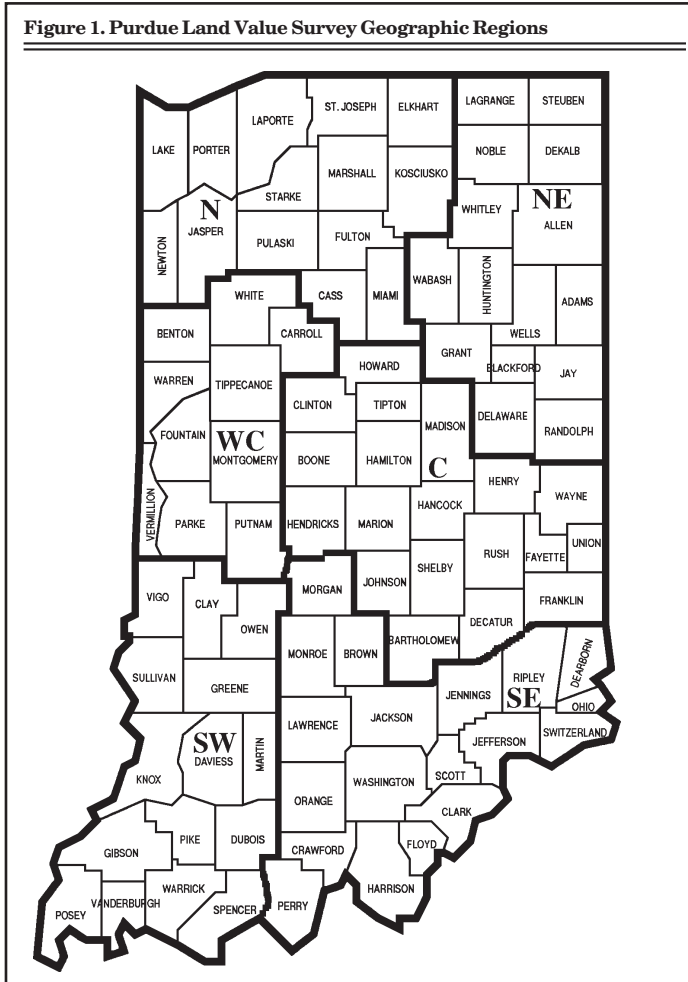 Figure 1. Purdue Land Value Survey Geographic Regions
LAGRANGE STEUBEN
ST. JOSEPH ELKHART
LAPORTE
LAKE PORTER NOBLE DEKALB
MARSHALL KOSCIUSKO
STARKE NE
N WHITLEY
JASPER ALLEN
PULASKI FULTON
NEWTON
WABASH HUNTINGTON
WHITE CASS MIAMI ADAMS
BENTON CARROLL WELLS
GRANT
HOWARD BLACKFORD
WARREN TIPPECANOE JAY
CLINTON TIPTON
MADISON DELAWARE
FOUNTAIN WC RANDOLPH
MONTGOMERY BOONE HAMILTON C
HENRY
WAYNE
VERMILLION HANCOCK
PARKE PUTNAM HENDRICKS MARION
UNION
RUSH FAYETTE
SHELBY
JOHNSON
MORGAN
VIGO CLAY FRANKLIN
OWEN DECATUR
BARTHOLOMEW
MONROE BROWN
DEARBORN
SULLIVAN RIPLEY
GREENE JENNINGS SE
OHIO
JACKSON
LAWRENCE SWITZERLAND
SW JEFFERSON
DAVIESS MARTIN
KNOX SCOTT
WASHINGTON
ORANGE
CLARK
PIKE DUBOIS
GIBSON CRAWFORD FLOYD
WARRICK HARRISON
VANDERBURGH
POSEY SPENCER PERRY